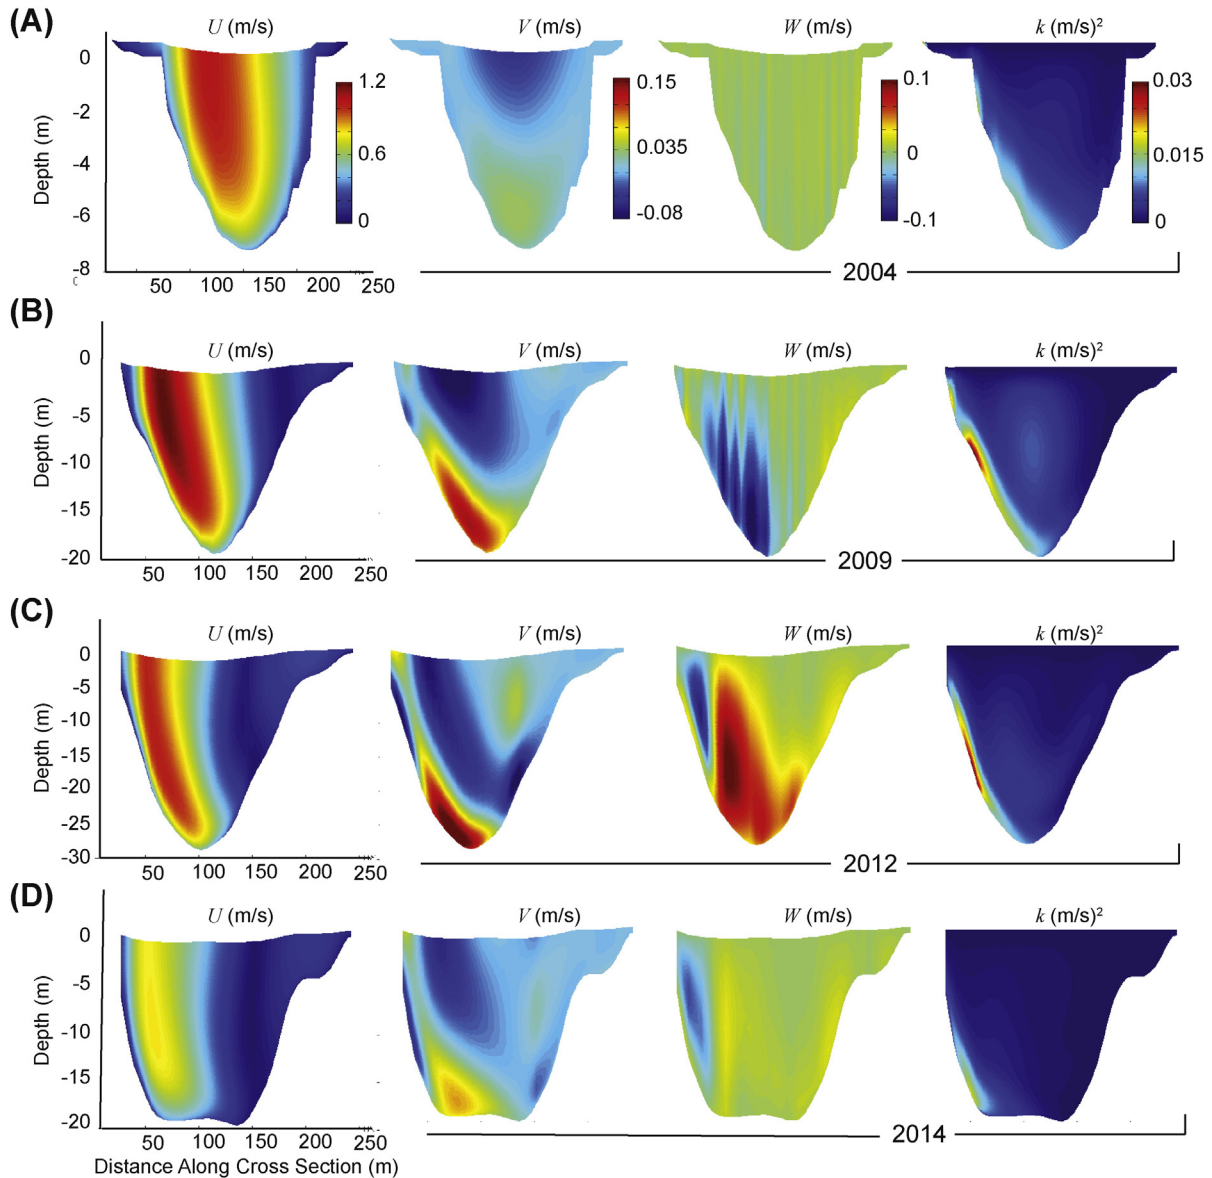 (A)
U (m/s) V (m/s) W (m/s) k (m/s)²
Depth (m)
0
-2
-4
-6
-8
1.2
0.6
0
0.15
0.035
-0.08
0.1
0
-0.1
0.03
0.015
0
50 100 150 200 250
2004
(B)
U (m/s) V (m/s) W (m/s) k (m/s)²
Depth (m)
0
-5
-10
-15
-20
50 100 150 200 250
2009
(C)
U (m/s) V (m/s) W (m/s) k (m/s)²
Depth (m)
0
-5
-10
-15
-20
-25
-30
50 100 150 200 250
2012
(D)
U (m/s) V (m/s) W (m/s) k (m/s)²
Depth (m)
0
-5
-10
-15
-20
50 100 150 200 250
2014
Distance Along Cross Section (m)